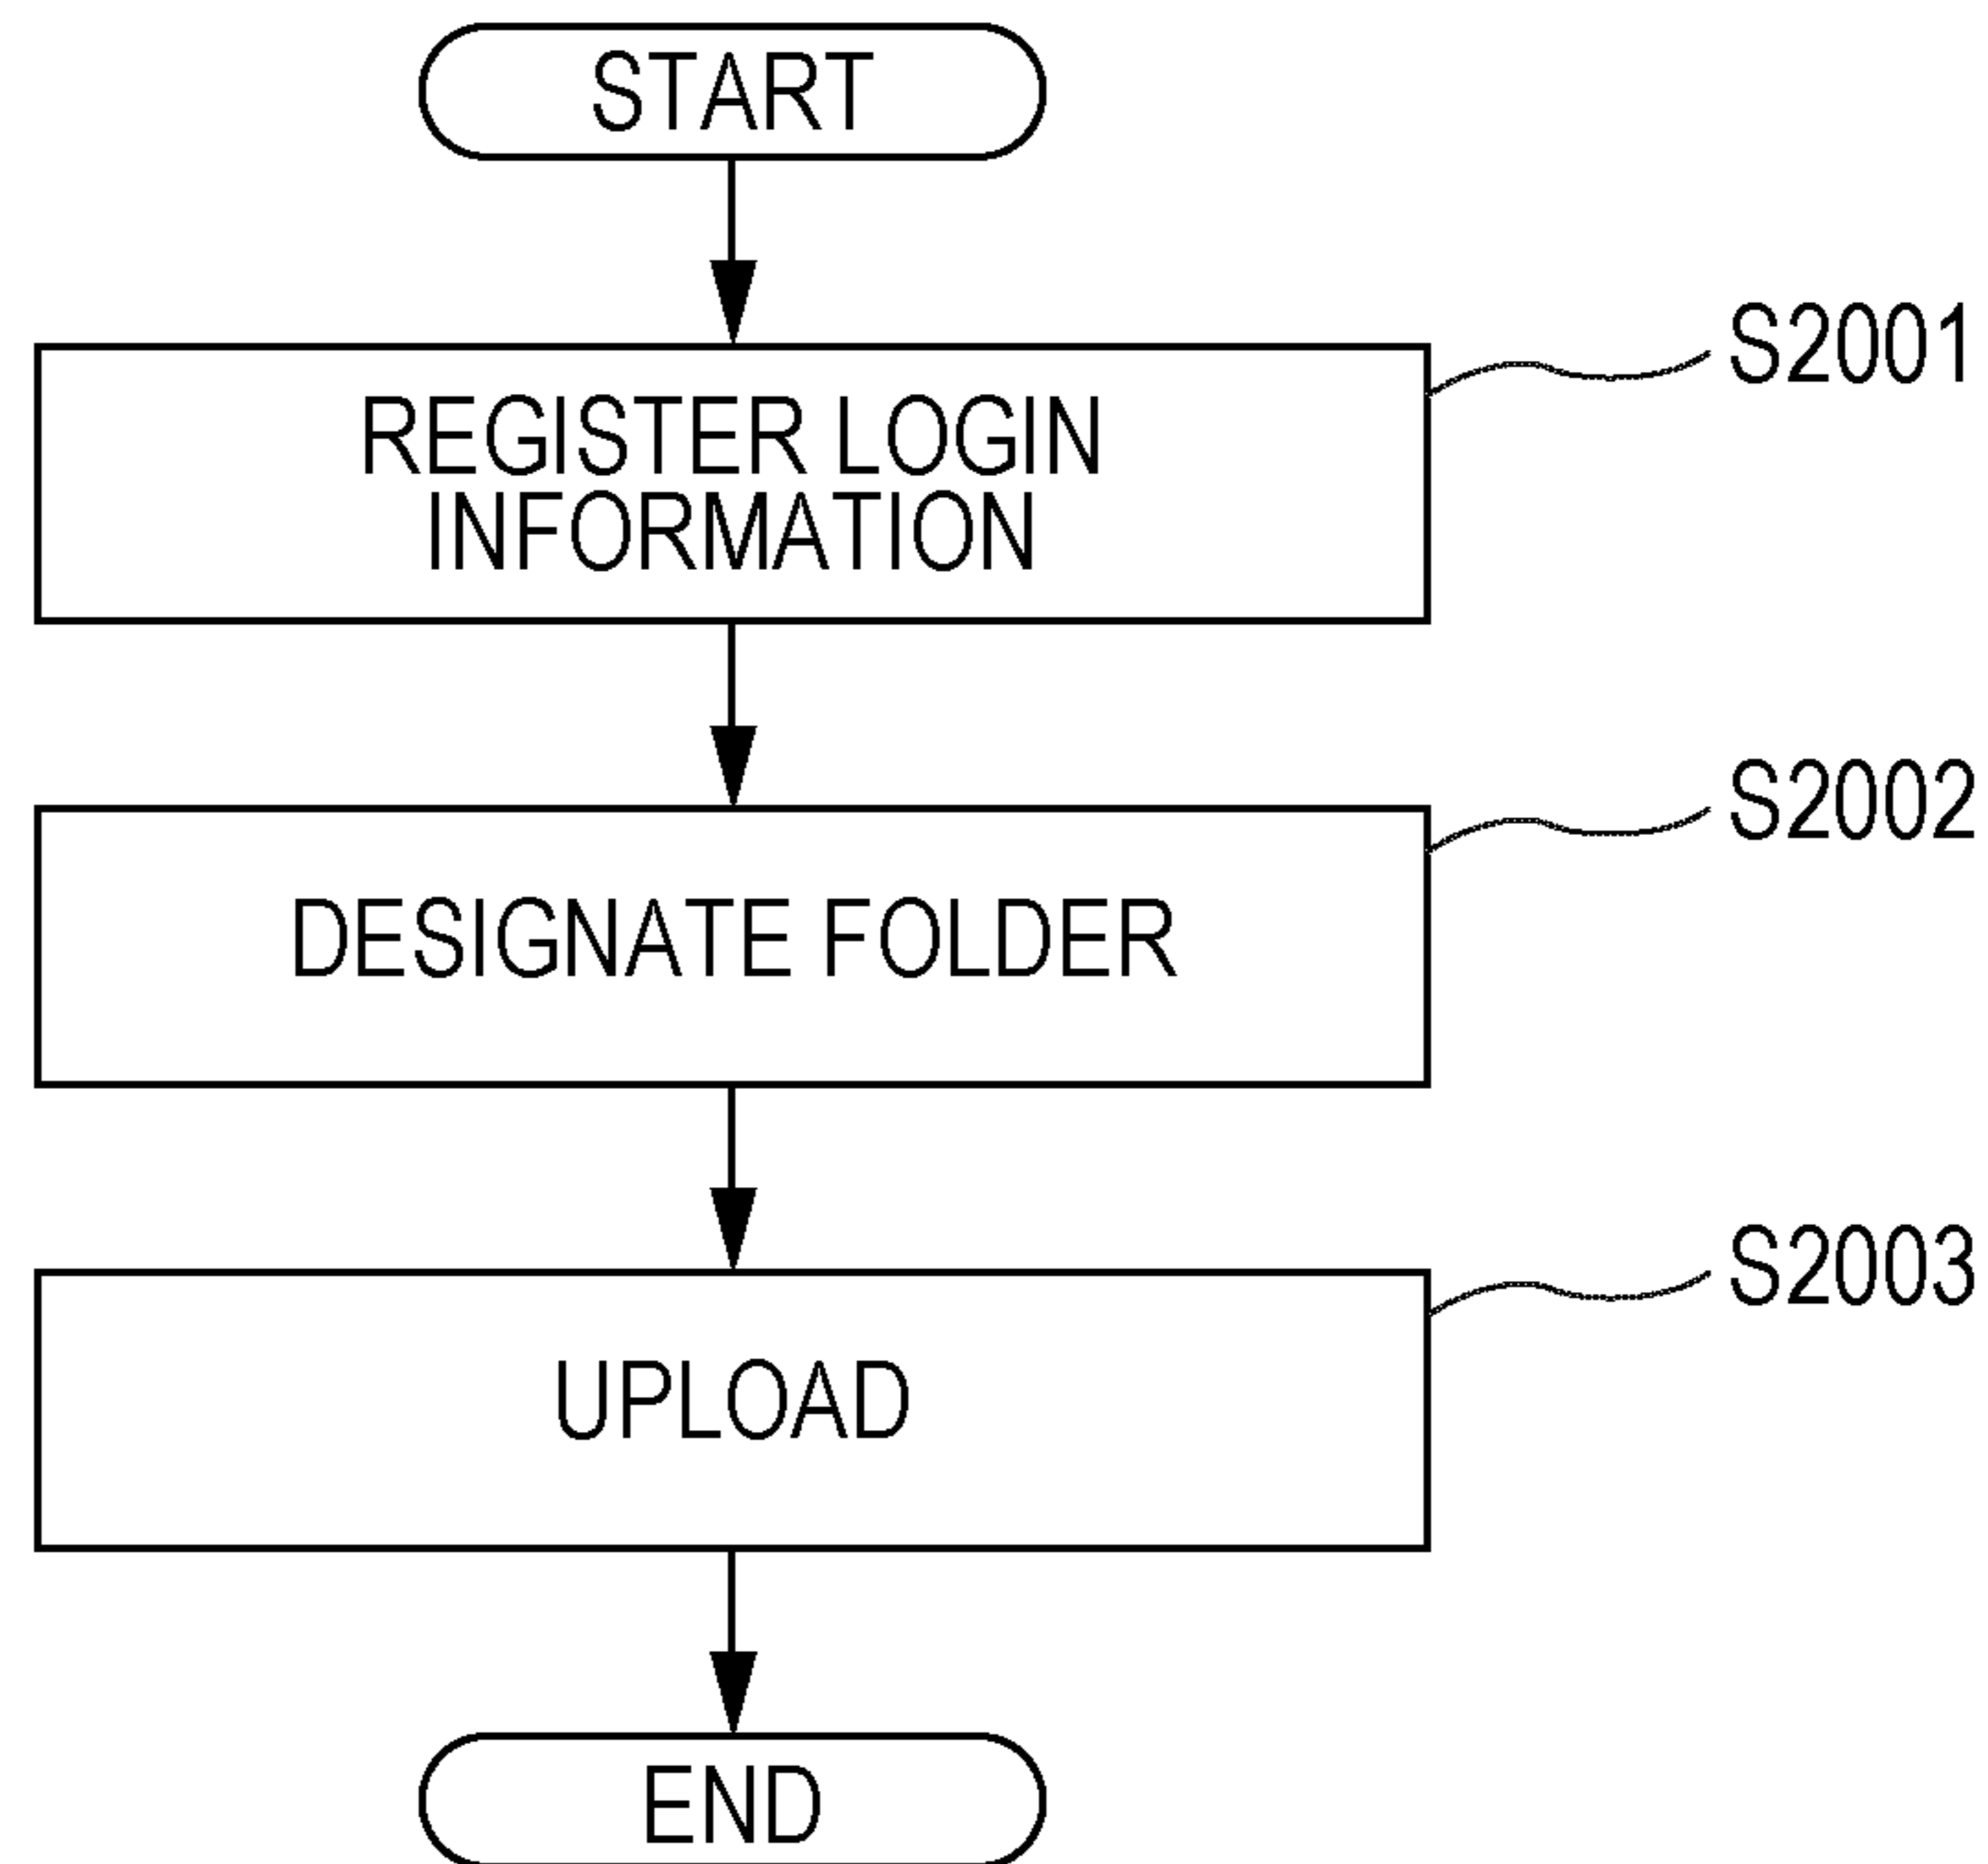 START
S2001
REGISTER LOGIN
INFORMATION
S2002
DESIGNATE FOLDER
S2003
UPLOAD
END